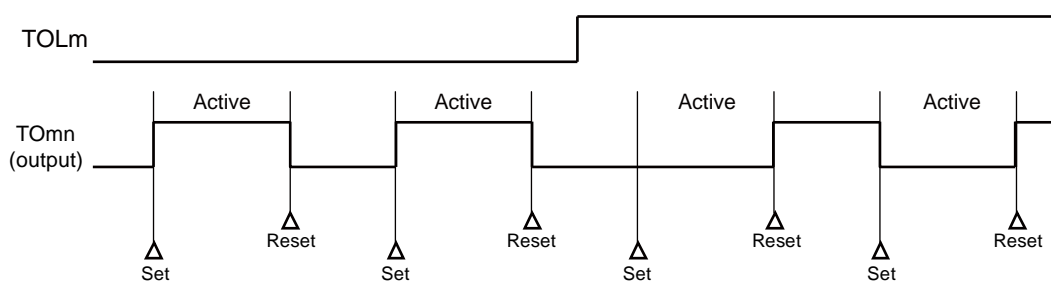 TOLm
Active
Active
Active
Active
TOmn
(output)
Reset
Reset
Reset
Reset
Set
Set
Set
Set